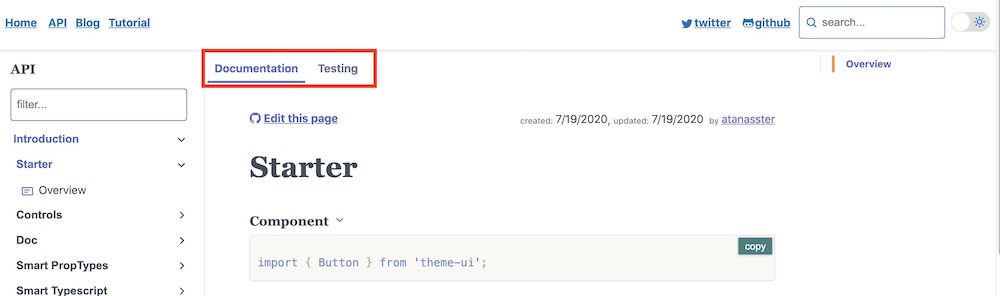 Home API Blog Tutorial twitter github search...
API
filter...
Introduction
Starter
Overview
Controls
Doc
Smart PropTypes
Smart Typescript
Documentation Testing
Edit this page created: 7/19/2020, updated: 7/19/2020 by atanasster
Starter
Component
copy
import { Button } from 'theme-ui';
Overview